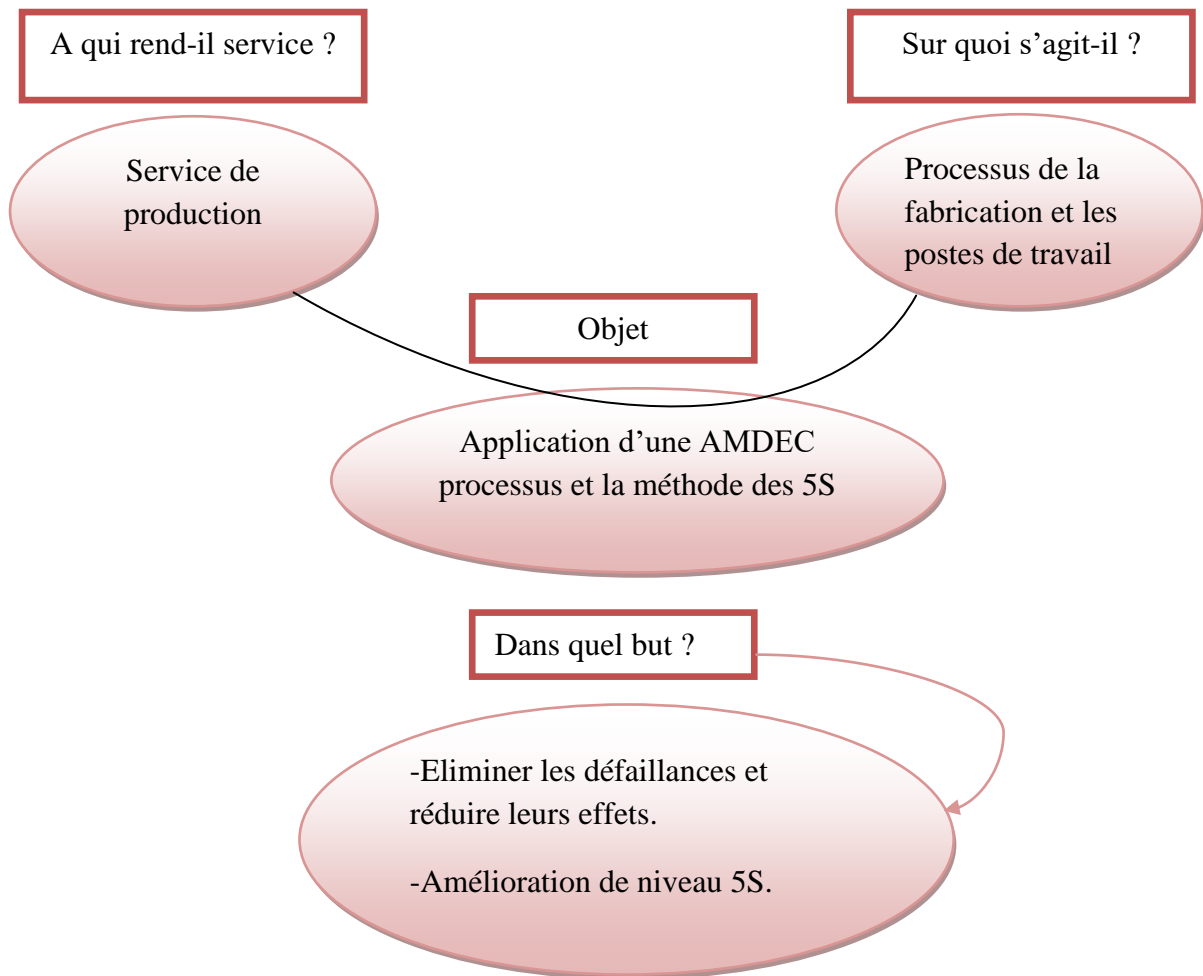 A qui rend-il service ?
Sur quoi s’agit-il ?
Service de
production
Processus de la
fabrication et les
postes de travail
Objet
Application d’une AMDEC
processus et la méthode des 5S
Dans quel but ?
-Eliminer les défaillances et
réduire leurs effets.
-Amélioration de niveau 5S.